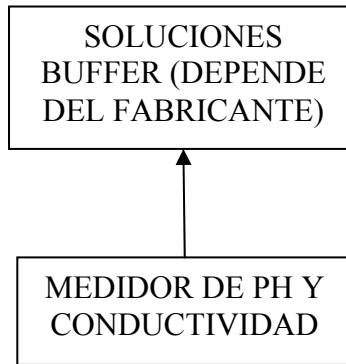 SOLUCIONES
BUFFER (DEPENDE
DEL FABRICANTE)
MEDIDOR DE PH Y
CONDUCTIVIDAD